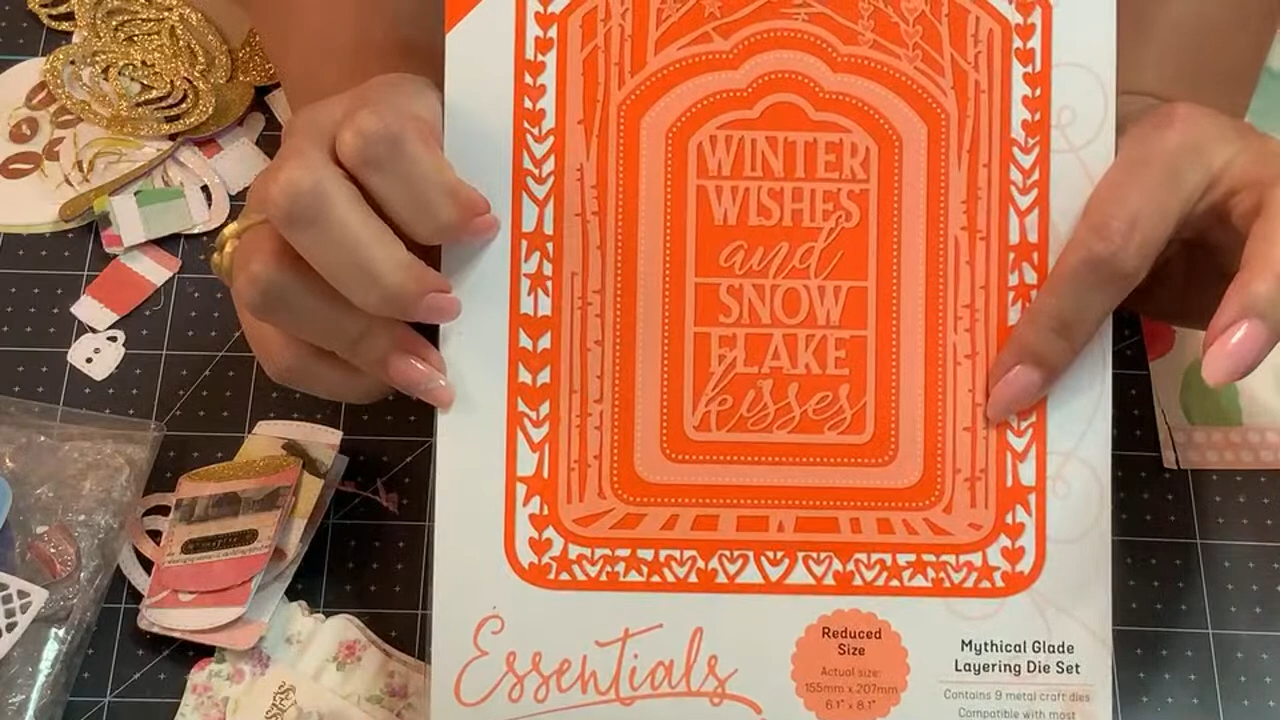 WINTER
WISHES
and
SNOW
FLAKE
kisses
Essentials
Reduced
Size
Actual size:
155mm x 207mm
6.1" x 8.1"
Mythical Glade
Layering Die Set
Contains 9 metal craft dies
Compatible with most